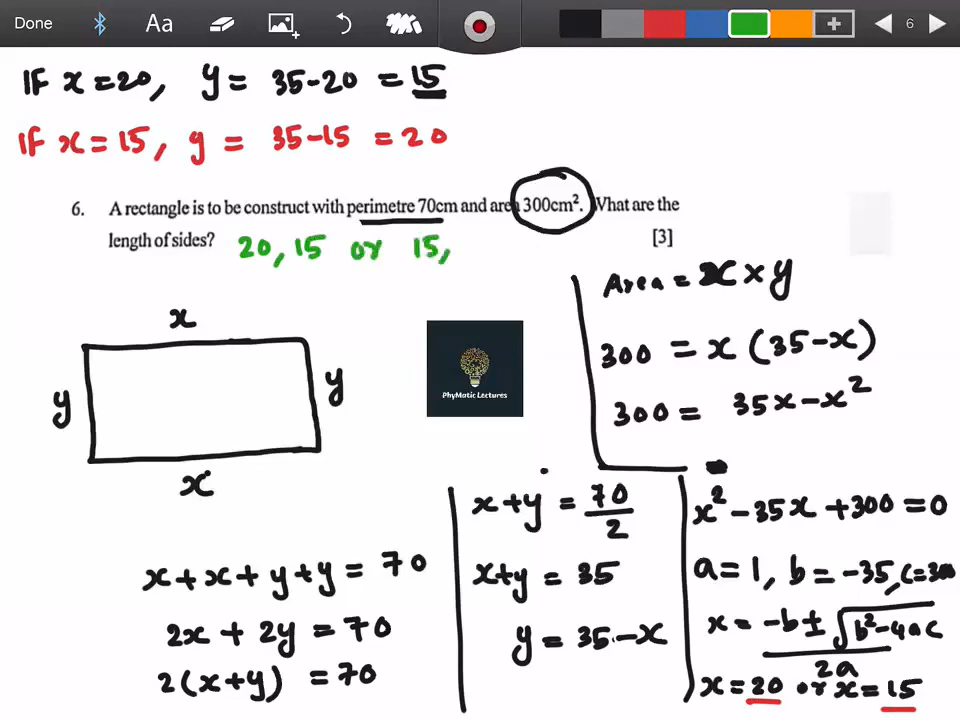 Done Aa 6
IF x=20, y= 35-20 =15
IF x=15, y = 35-15 =20
6. A rectangle is to be construct with perimetre 70cm and area 300cm². What are the
length of sides? [3]
20, 15 or 15,
x
y
y
x
PhyMatic Lectures
x+x+y+y=70
2x+2y=70
2(x+y) =70
x+y = 70/2
x+y = 35
y = 35-x
Area = x×y
300 = x(35-x)
300 = 35x-x²
x²-35x+300=0
a=1, b=-35, c=300
x= -b±√b²-4ac
2a
x=20 or x=15